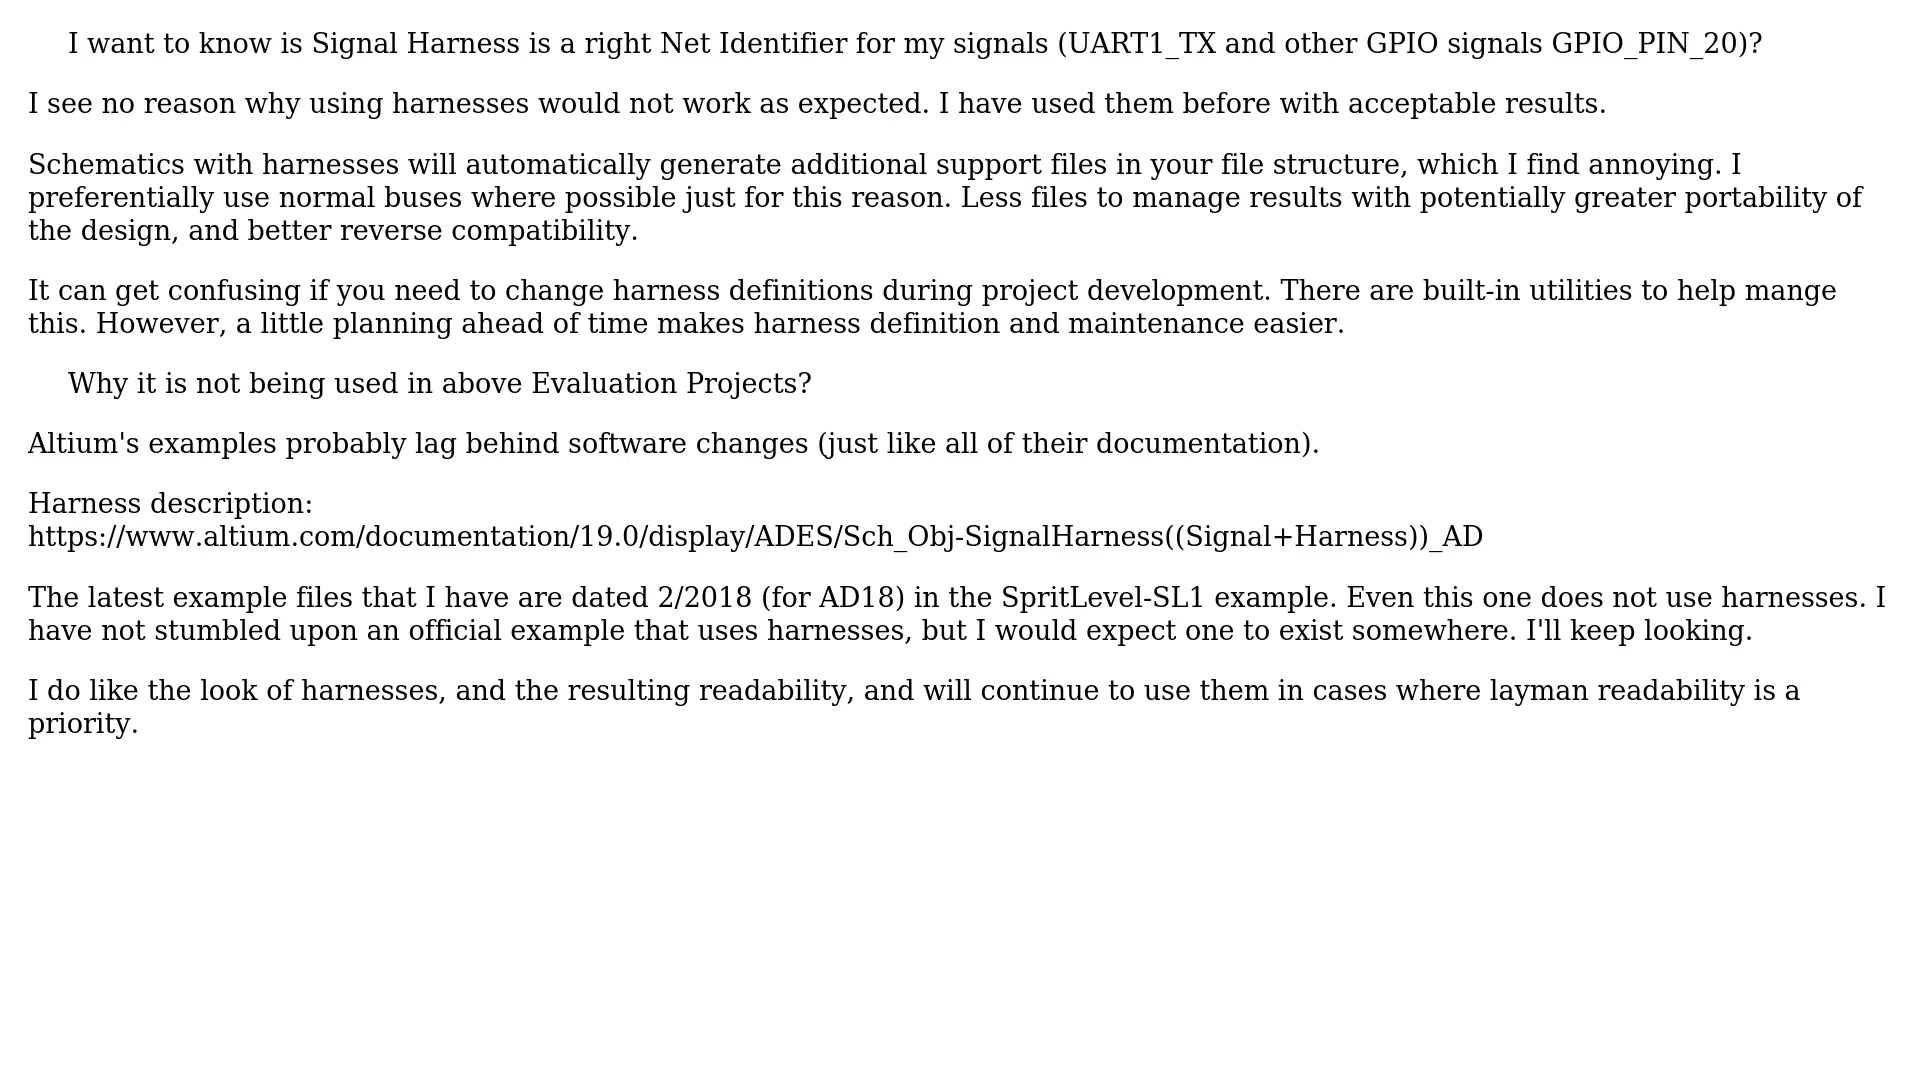 I want to know is Signal Harness is a right Net Identifier for my signals (UART1_TX and other GPIO signals GPIO_PIN_20)?
I see no reason why using harnesses would not work as expected. I have used them before with acceptable results.
Schematics with harnesses will automatically generate additional support files in your file structure, which I find annoying. I
preferentially use normal buses where possible just for this reason. Less files to manage results with potentially greater portability of
the design, and better reverse compatibility.
It can get confusing if you need to change harness definitions during project development. There are built-in utilities to help mange
this. However, a little planning ahead of time makes harness definition and maintenance easier.
Why it is not being used in above Evaluation Projects?
Altium's examples probably lag behind software changes (just like all of their documentation).
Harness description:
https://www.altium.com/documentation/19.0/display/ADES/Sch_Obj-SignalHarness((Signal+Harness))_AD
The latest example files that I have are dated 2/2018 (for AD18) in the SpritLevel-SL1 example. Even this one does not use harnesses. I
have not stumbled upon an official example that uses harnesses, but I would expect one to exist somewhere. I'll keep looking.
I do like the look of harnesses, and the resulting readability, and will continue to use them in cases where layman readability is a
priority.